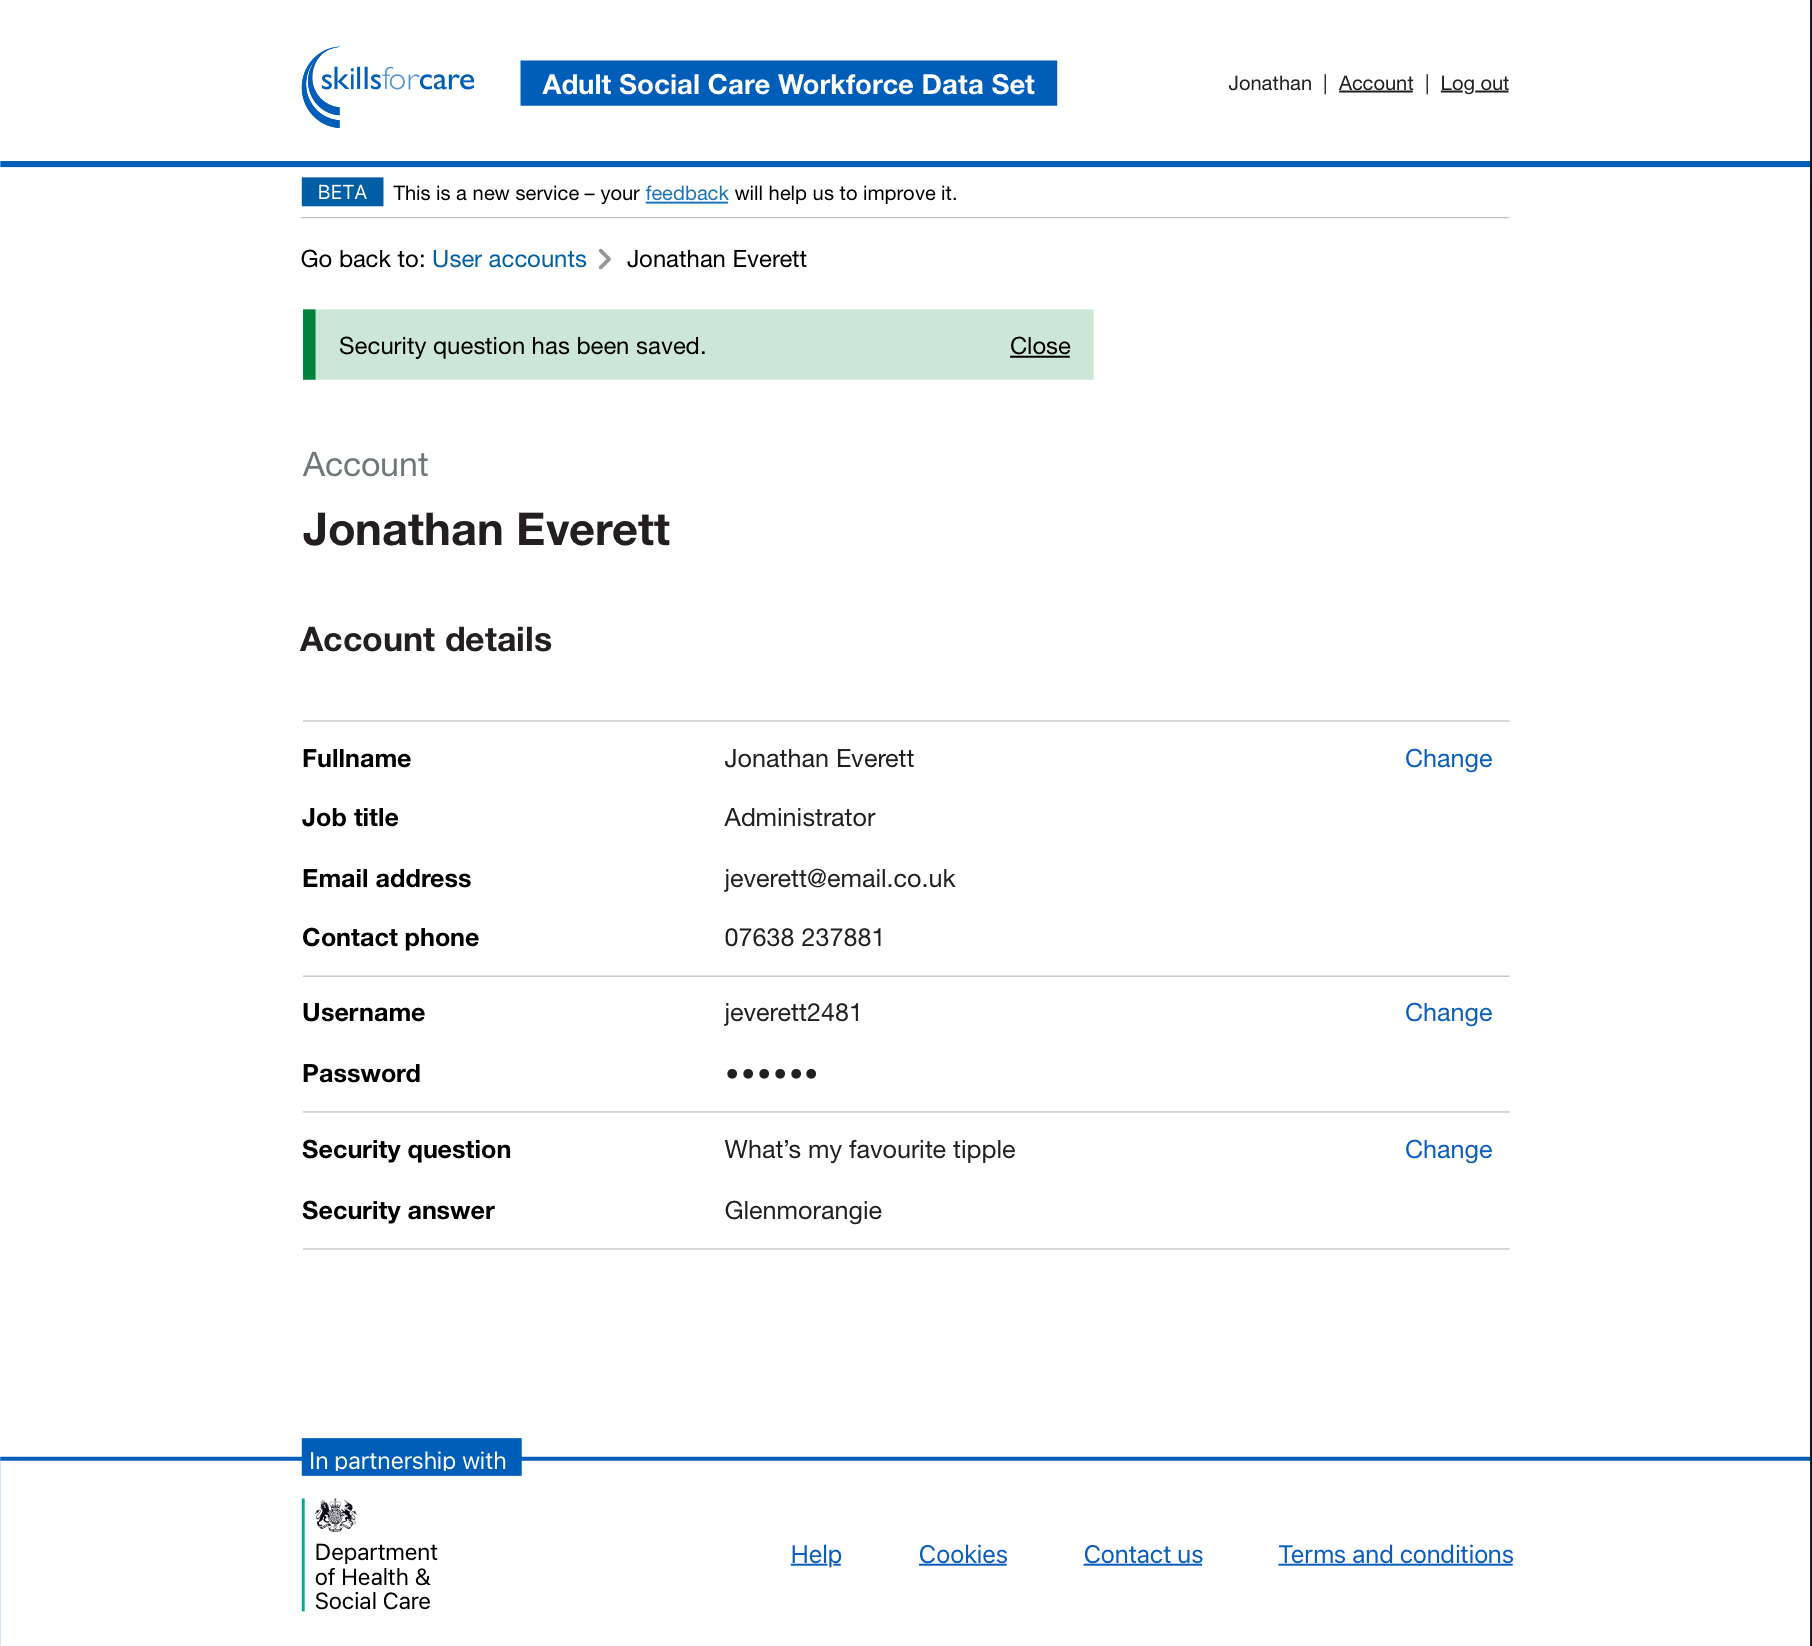 skillsforcare
Adult Social Care Workforce Data Set
Jonathan | Account | Log out
BETA This is a new service – your feedback will help us to improve it.
Go back to: User accounts Jonathan Everett
Security question has been saved. Close
Account
Jonathan Everett
Account details
Fullname Jonathan Everett Change
Job title Administrator
Email address jeverett@email.co.uk
Contact phone 07638 237881
Username jeverett2481 Change
Password ••••••
Security question What’s my favourite tipple Change
Security answer Glenmorangie
In partnership with
Department
of Health &
Social Care
Help Cookies Contact us Terms and conditions